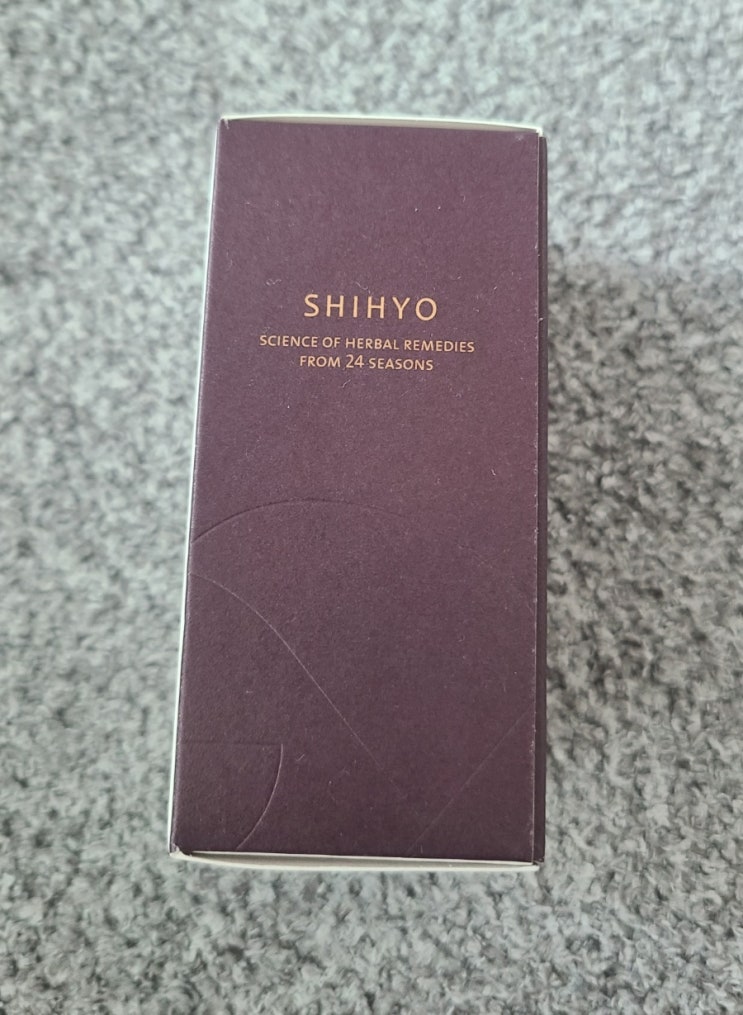 SHIHYO
SCIENCE OF HERBAL REMEDIES
FROM 24 SEASONS